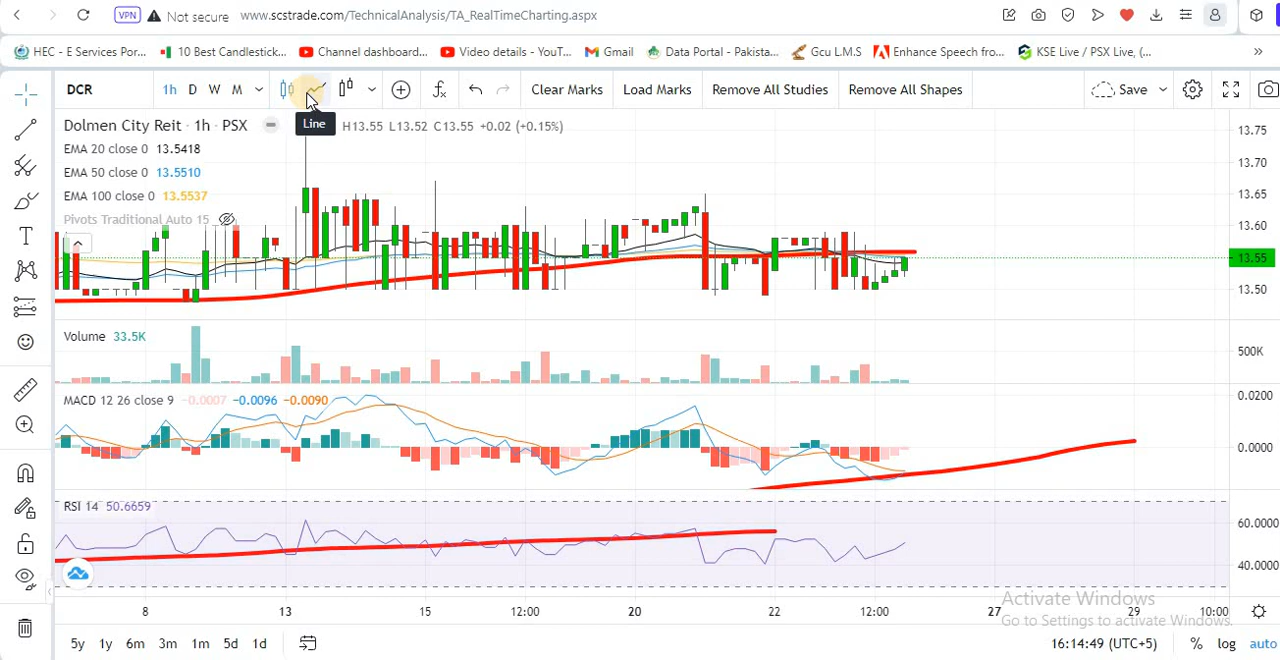 VPN Not secure www.scstrade.com/TechnicalAnalysis/TA_RealTimeCharting.aspx
HEC - E Services Por... 10 Best Candlestick... Channel dashboard... Video details - YouT... Gmail Data Portal - Pakista... Gcu L.M.S Enhance Speech fro... KSE Live / PSX Live, (... »
DCR 1h D W M Clear Marks Load Marks Remove All Studies Remove All Shapes Save
Line
Dolmen City Reit · 1h · PSX H13.55 L13.52 C13.55 +0.02 (+0.15%)
EMA 20 close 0 13.5418
EMA 50 close 0 13.5510
EMA 100 close 0 13.5537
Pivots Traditional Auto 15
13.75
13.70
13.65
13.60
13.55
13.50
Volume 33.5K
500K
MACD 12 26 close 9 -0.0007 -0.0096 -0.0090
0.0200
0.0000
RSI 14 50.6659
60.0000
40.0000
8 13 15 12:00 20 22 12:00 27 29 10:00
Activate Windows
Go to Settings to activate Windows.
5y 1y 6m 3m 1m 5d 1d 16:14:49 (UTC+5) % log auto